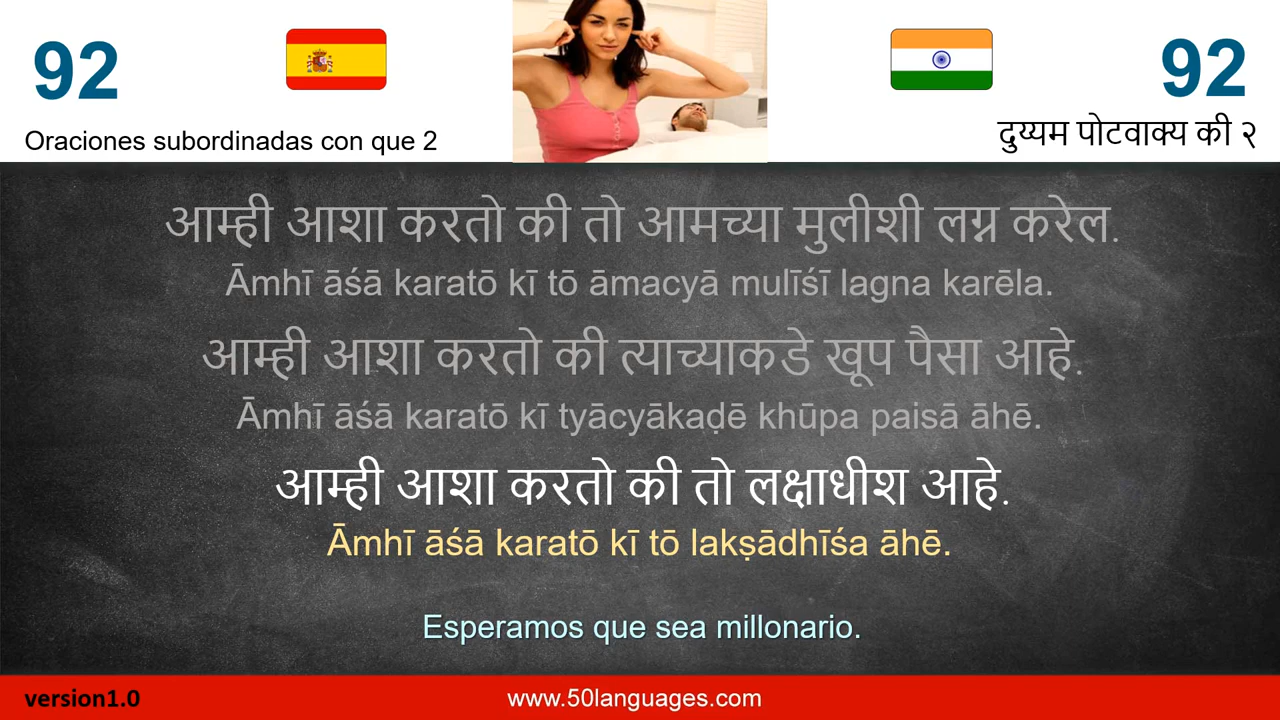 92
92
Oraciones subordinadas con que 2
दुय्यम पोटवाक्य की २
आम्ही आशा करतो की तो आमच्या मुलीशी लग्न करेल.
Āmhī āśā karatō kī tō āmacyā mulīśī lagna karēla.
आम्ही आशा करतो की त्याच्याकडे खूप पैसा आहे.
Āmhī āśā karatō kī tyācyākaḍē khūpa paisā āhē.
आम्ही आशा करतो की तो लक्षाधीश आहे.
Āmhī āśā karatō kī tō lakṣādhīśa āhē.
Esperamos que sea millonario.
version1.0
www.50languages.com